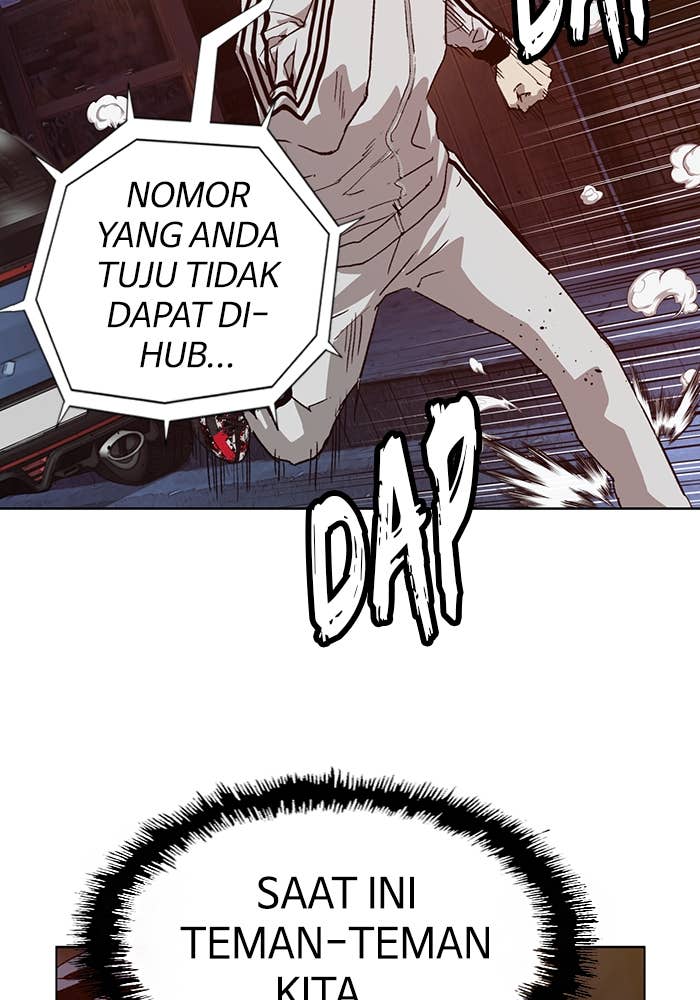 DAP
NOMOR
YANG ANDA
TUJU TIDAK
DAPAT DI-
HUB...
DAP
SAAT INI
TEMAN-TEMAN
KITA